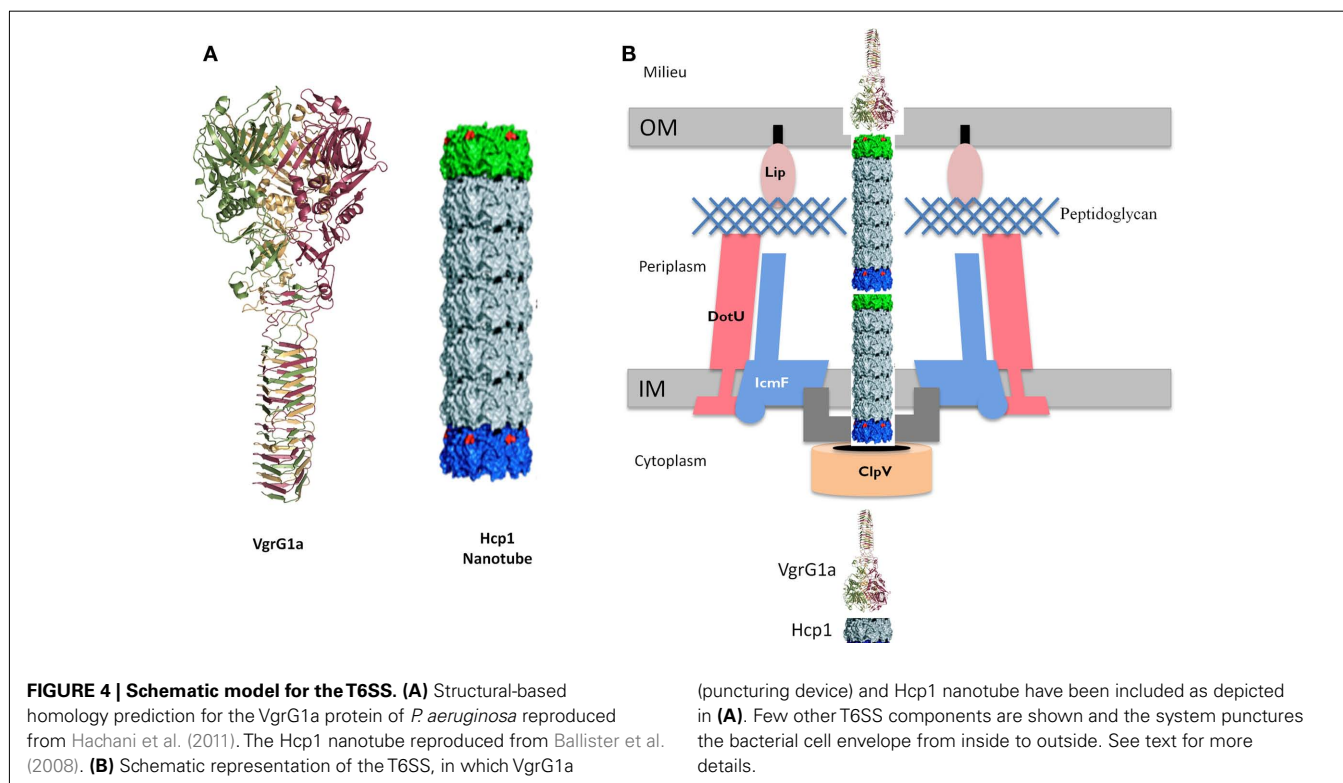 A
VgrG1a
Hcp1
Nanotube
B
Milieu
OM
Lip
Peptidoglycan
Periplasm
DotU
IcmF
IM
Cytoplasm
ClpV
VgrG1a
Hcp1
FIGURE 4 | Schematic model for the T6SS. (A) Structural-based
homology prediction for the VgrG1a protein of P. aeruginosa reproduced
from Hachani et al. (2011). The Hcp1 nanotube reproduced from Ballister et al.
(2008). (B) Schematic representation of the T6SS, in which VgrG1a
(puncturing device) and Hcp1 nanotube have been included as depicted
in (A). Few other T6SS components are shown and the system punctures
the bacterial cell envelope from inside to outside. See text for more
details.